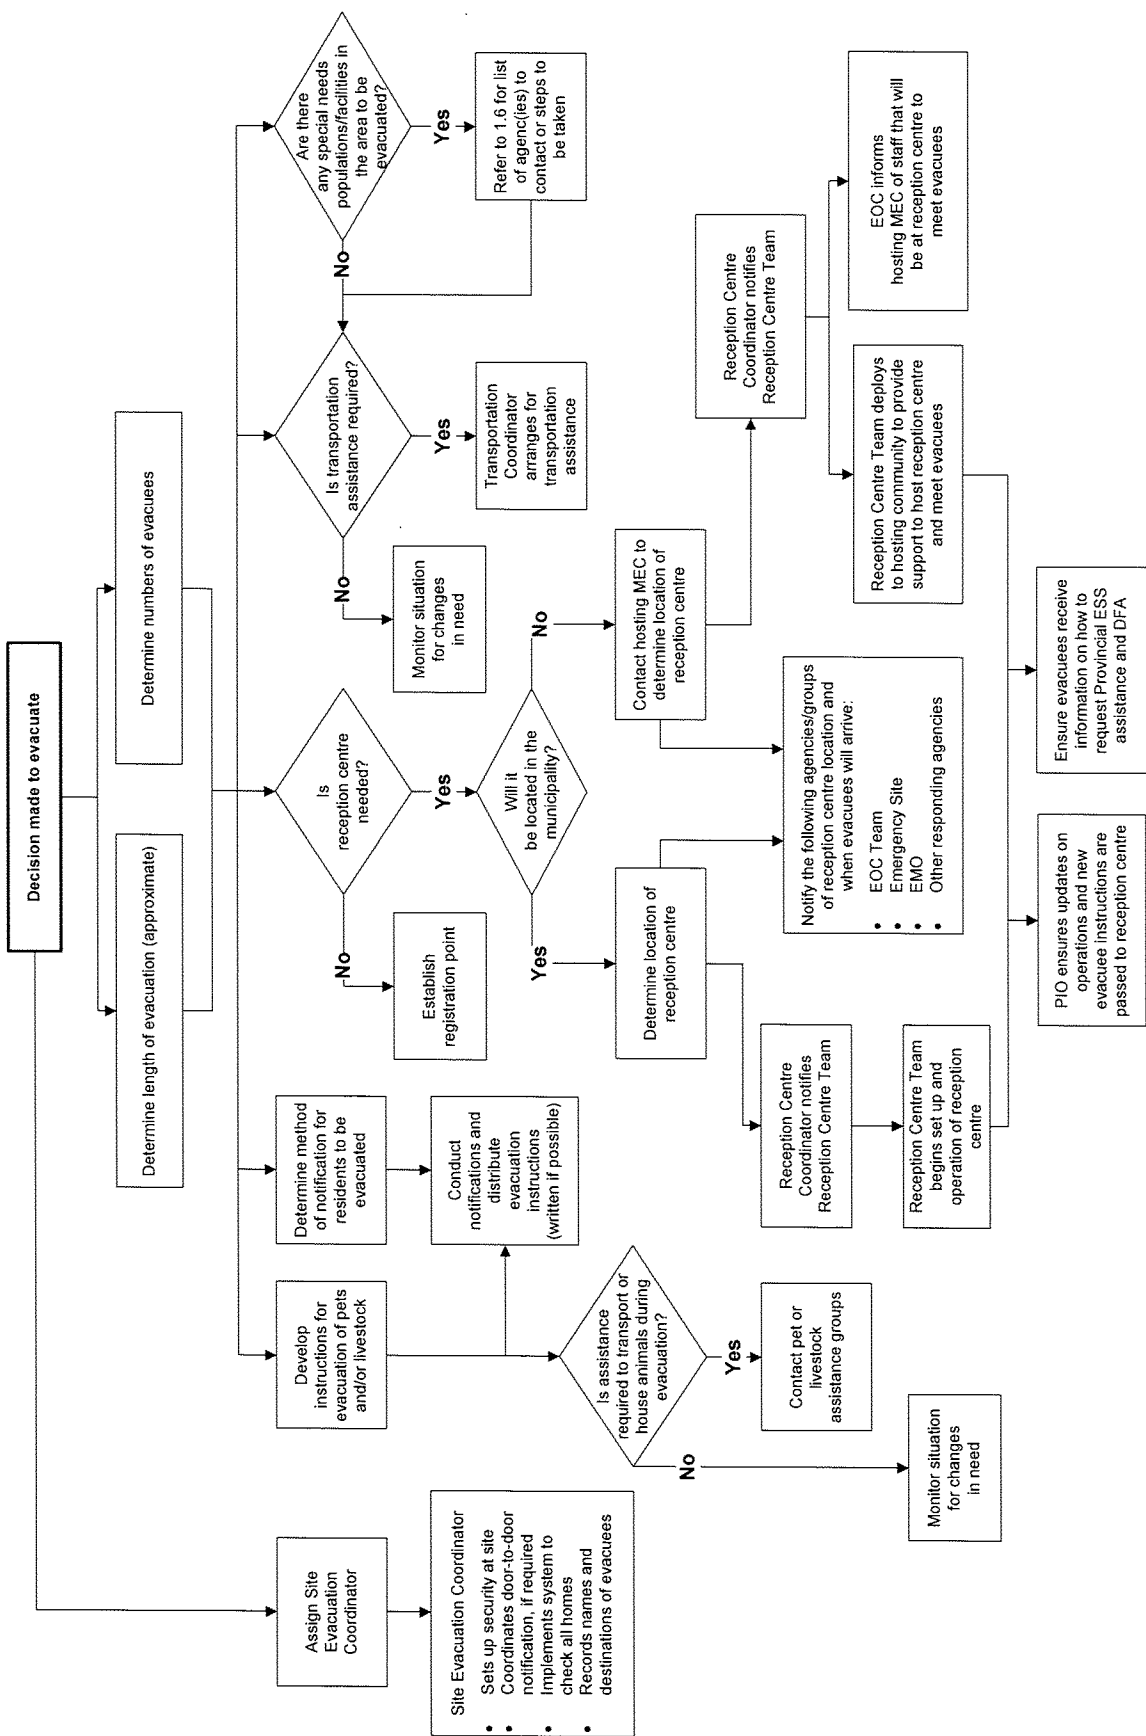 Decision made to evacuate
Determine length of evacuation (approximate)
Determine numbers of evacuees
Assign Site
Evacuation
Coordinator
Site Evacuation Coordinator
• Sets up security at site
• Coordinates door-to-door
notification, if required
• Implements system to
check all homes
• Records names and
destinations of evacuees
Develop
instructions for
evacuation of pets
and/or livestock
Determine method
of notification for
residents to be
evacuated
Conduct
notifications and
distribute
evacuation
instructions
(written if possible)
Is assistance
required to transport or
house animals during
evacuation?
No
Yes
Monitor situation
for changes
in need
Contact pet or
livestock
assistance groups
Is
reception centre
needed?
No
Yes
Establish
registration point
Will it
be located in the
municipality?
Yes
No
Determine location of
reception centre
Contact hosting MEC to
determine location of
reception centre
Reception Centre
Coordinator notifies
Reception Centre Team
Reception Centre Team
begins set up and
operation of reception
centre
Notify the following agencies/groups
of reception centre location and
when evacuees will arrive:
• EOC Team
• Emergency Site
• EMO
• Other responding agencies
Is transportation
assistance required?
No
Yes
Monitor situation
for changes
in need
Transportation
Coordinator
arranges for
transportation
assistance
Are there
any special needs
populations/facilities in
the area to be
evacuated?
No
Yes
Refer to 1.6 for list
of agenc(ies) to
contact or steps to
be taken
Reception Centre
Coordinator notifies
Reception Centre Team
Reception Centre Team deploys
to hosting community to provide
support to host reception centre
and meet evacuees
EOC informs
hosting MEC of staff that will
be at reception centre to
meet evacuees
PIO ensures updates on
operations and new
evacuee instructions are
passed to reception centre
Ensure evacuees receive
information on how to
request Provincial ESS
assistance and DFA